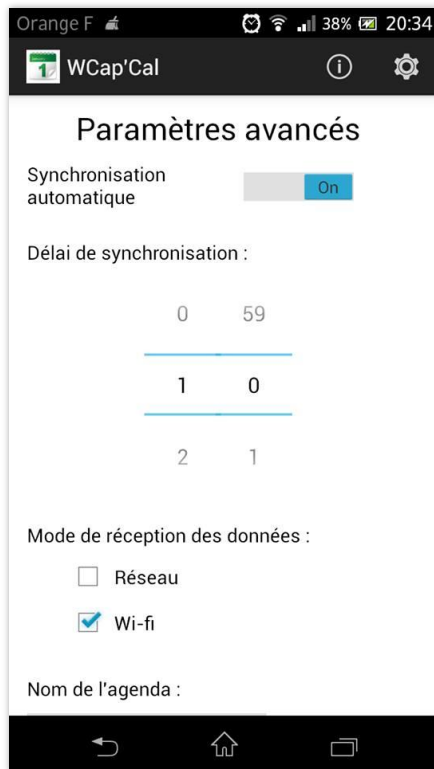 Orange F 38% 20:34
WCap'Cal
Paramètres avancés
Synchronisation
automatique
On
Délai de synchronisation :
0 59
1 0
2 1
Mode de réception des données :
Réseau
Wi-fi
Nom de l'agenda :